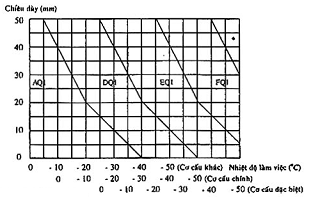 Chiều dày (mm)
50
40
AQ1 DQ1 EQ1 FQ1
30
20
10
0
0 - 10 - 20 - 30 - 40 - 50 (Cơ cấu khác) Nhiệt độ làm việc (°C)
0 - 10 - 20 - 30 - 40 - 50 (Cơ cấu chính)
0 - 10 - 20 - 30 - 40 - 50 (Cơ cấu đặc biệt)